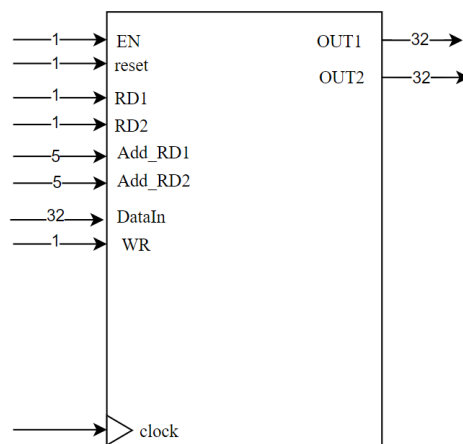 1 EN OUT1 32
1 reset
OUT2 32
1 RD1
1 RD2
5 Add_RD1
5 Add_RD2
32 DataIn
1 WR
clock